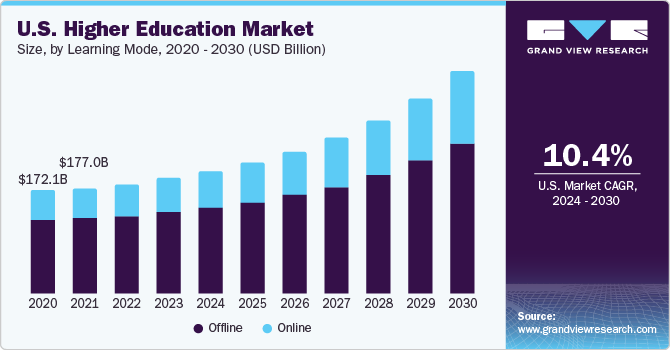 U.S. Higher Education Market
Size, by Learning Mode, 2020 - 2030 (USD Billion)
$172.1B
$177.0B
2020 2021 2022 2023 2024 2025 2026 2027 2028 2029 2030
Offline Online
GRAND VIEW RESEARCH
10.4%
U.S. Market CAGR,
2024 - 2030
Source:
www.grandviewresearch.com